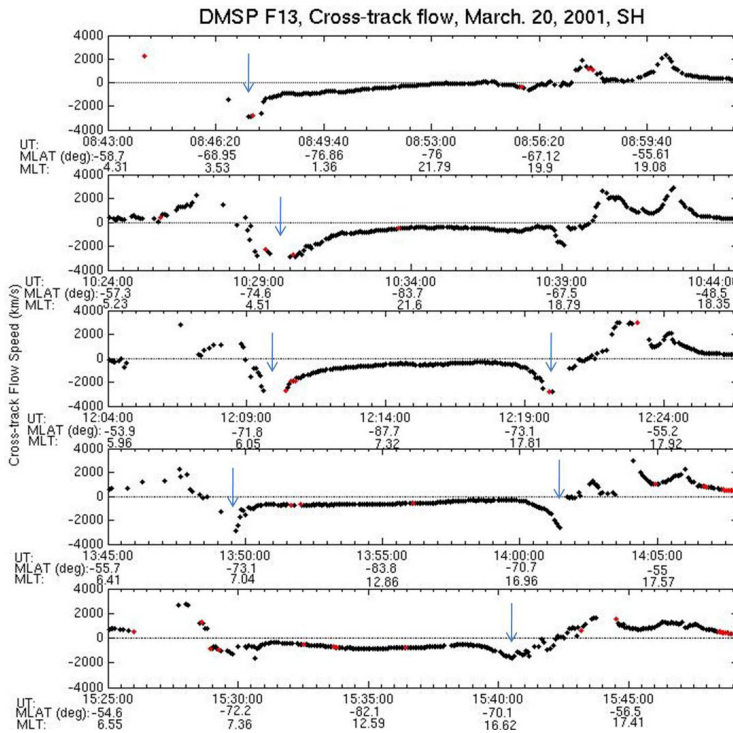 DMSP F13, Cross-track flow, March. 20, 2001, SH
Cross-track Flow Speed (km/s)
4000
2000
0
-2000
-4000
UT: 08:43:00 08:46:20 08:49:40 08:53:00 08:56:20 08:59:40
MLAT (deg): -58.7 -68.95 -76.86 -76 -67.12 -55.61
MLT: 4.31 3.53 1.36 21.79 19.9 19.08
4000
2000
0
-2000
-4000
UT: 10:24:00 10:29:00 10:34:00 10:39:00 10:44:00
MLAT (deg): -57.3 -74.6 -83.7 -67.5 -48.5
MLT: 5.23 4.51 21.6 18.79 18.35
4000
2000
0
-2000
-4000
UT: 12:04:00 12:09:00 12:14:00 12:19:00 12:24:00
MLAT (deg): -53.9 -71.8 -87.7 -73.1 -55.2
MLT: 5.96 6.05 7.32 17.81 17.92
4000
2000
0
-2000
-4000
UT: 13:45:00 13:50:00 13:55:00 14:00:00 14:05:00
MLAT (deg): -55.7 -73.1 -83.8 -70.7 -55
MLT: 6.41 7.04 12.86 16.96 17.57
4000
2000
0
-2000
-4000
UT: 15:25:00 15:30:00 15:35:00 15:40:00 15:45:00
MLAT (deg): -54.6 -72.2 -82.1 -70.1 -56.5
MLT: 6.55 7.36 12.59 16.62 17.41